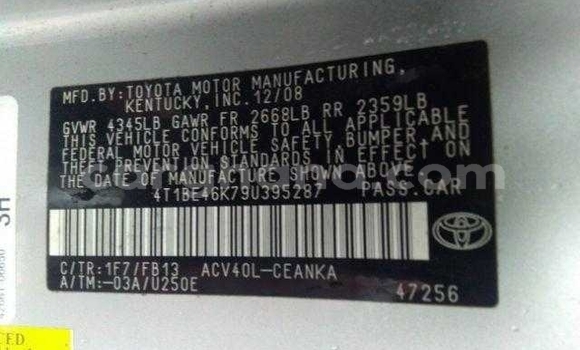 MFD.BY: TOYOTA MOTOR MANUFACTURING,
KENTUCKY, INC. 12/08
GVWR 4345LB GAWR FR 2668LB RR 2359LB
THIS VEHICLE CONFORMS TO ALL APPLICABLE
FEDERAL MOTOR VEHICLE SAFETY, BUMPER, AND
THEFT PREVENTION STANDARDS IN EFFECT ON
THE DATE OF MANUFACTURE SHOWN ABOVE.
4T1BE46K79U395287 PASS.CAR
C/TR: 1F7/FB13 ACV40L-CEANKA
A/TM: -03A/U250E
47256
TOYOTA